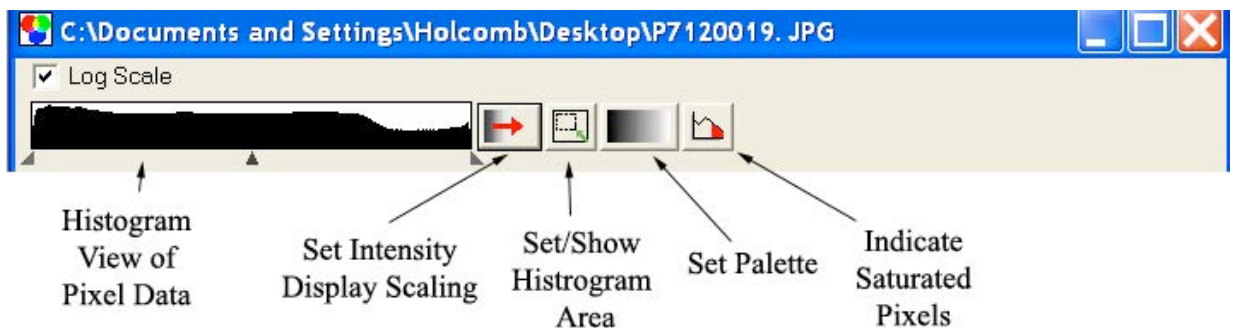 C:\Documents and Settings\Holcomb\Desktop\P7120019. JPG
Log Scale
Histogram
View of
Pixel Data
Set Intensity
Display Scaling
Set/Show
Histrogram
Area
Set Palette
Indicate
Saturated
Pixels